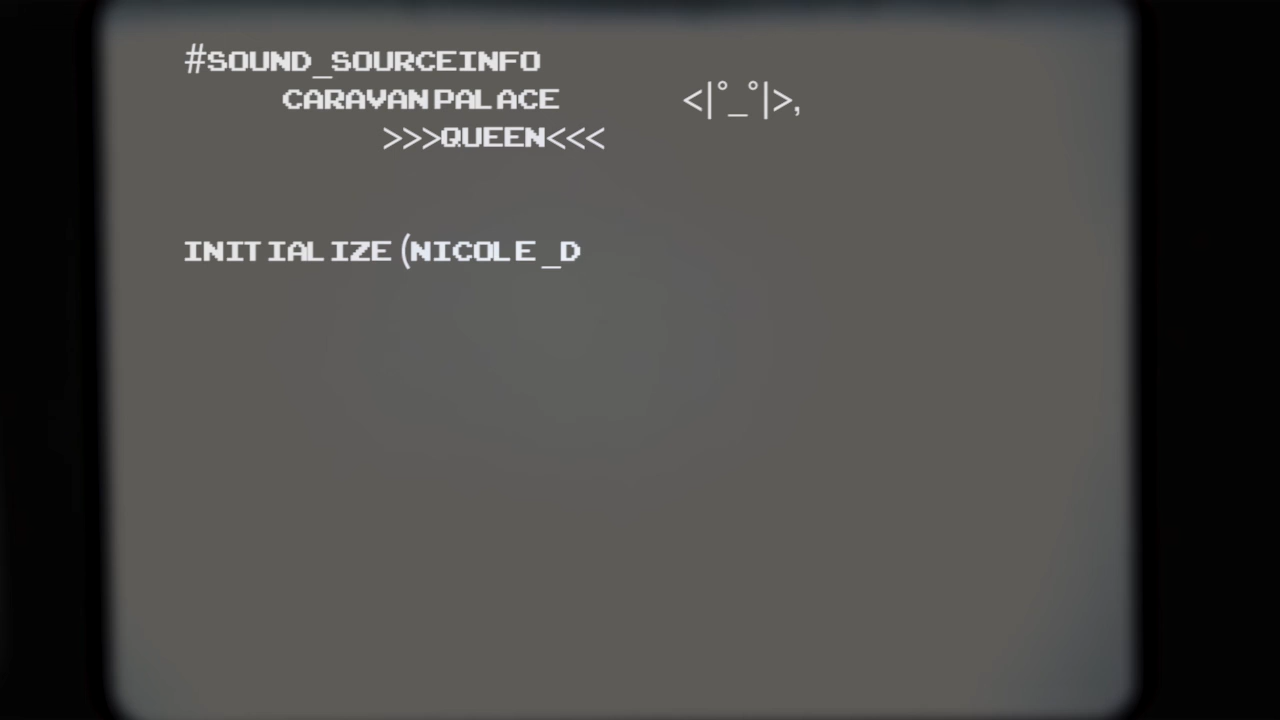 #SOUND_SOURCEINFO
CARAVAN PALACE <|°_°|>,
>>>QUEEN<<<
INITIALIZE(NICOLE_D